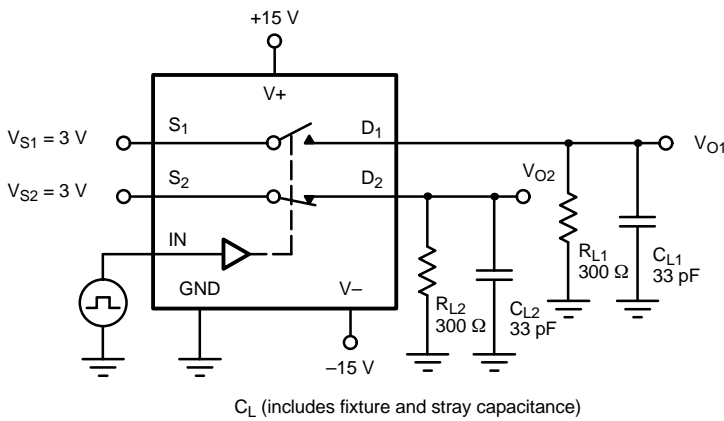 +15 V
V+
VS1 = 3 V
S1
D1
VO1
VS2 = 3 V
S2
D2
VO2
IN
RL1
300 Ω
CL1
33 pF
GND
V–
RL2
300 Ω
CL2
33 pF
–15 V
CL (includes fixture and stray capacitance)